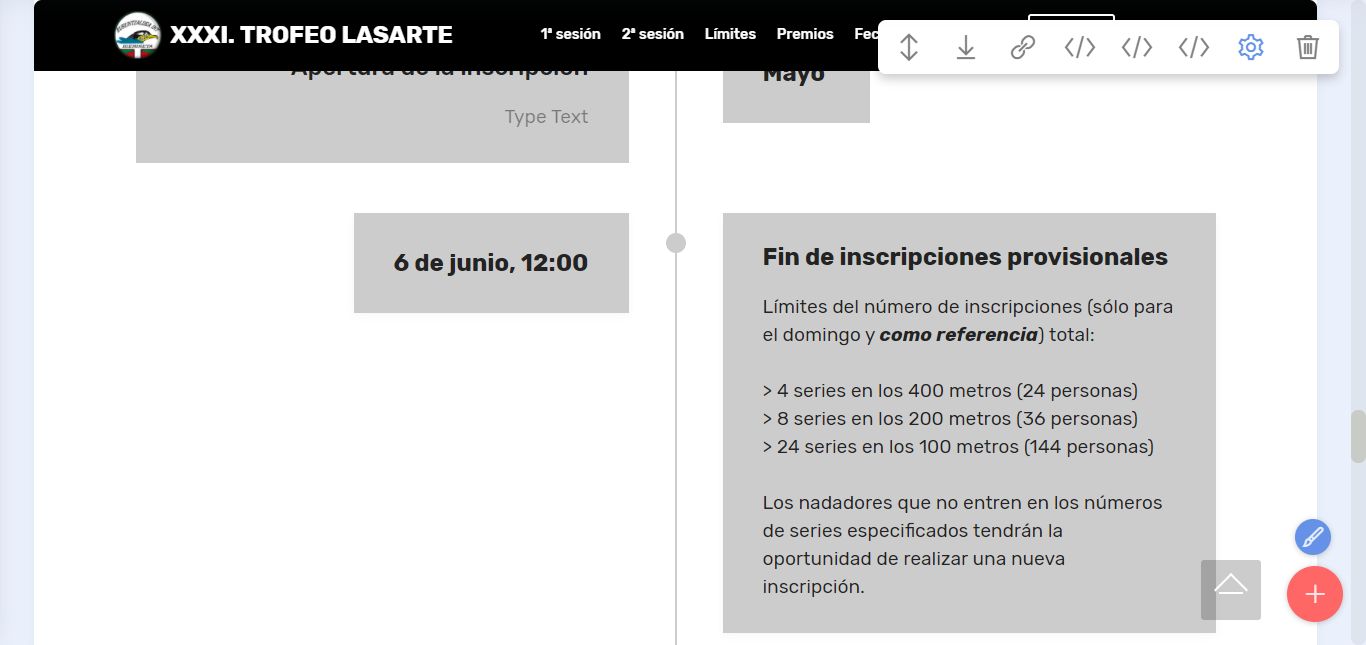 XXXI. TROFEO LASARTE
1ª sesión 2ª sesión Límites Premios Fec
Apertura de la inscripción
Type Text
Mayo
6 de junio, 12:00
Fin de inscripciones provisionales
Límites del número de inscripciones (sólo para
el domingo y como referencia) total:
> 4 series en los 400 metros (24 personas)
> 8 series en los 200 metros (36 personas)
> 24 series en los 100 metros (144 personas)
Los nadadores que no entren en los números
de series especificados tendrán la
oportunidad de realizar una nueva
inscripción.